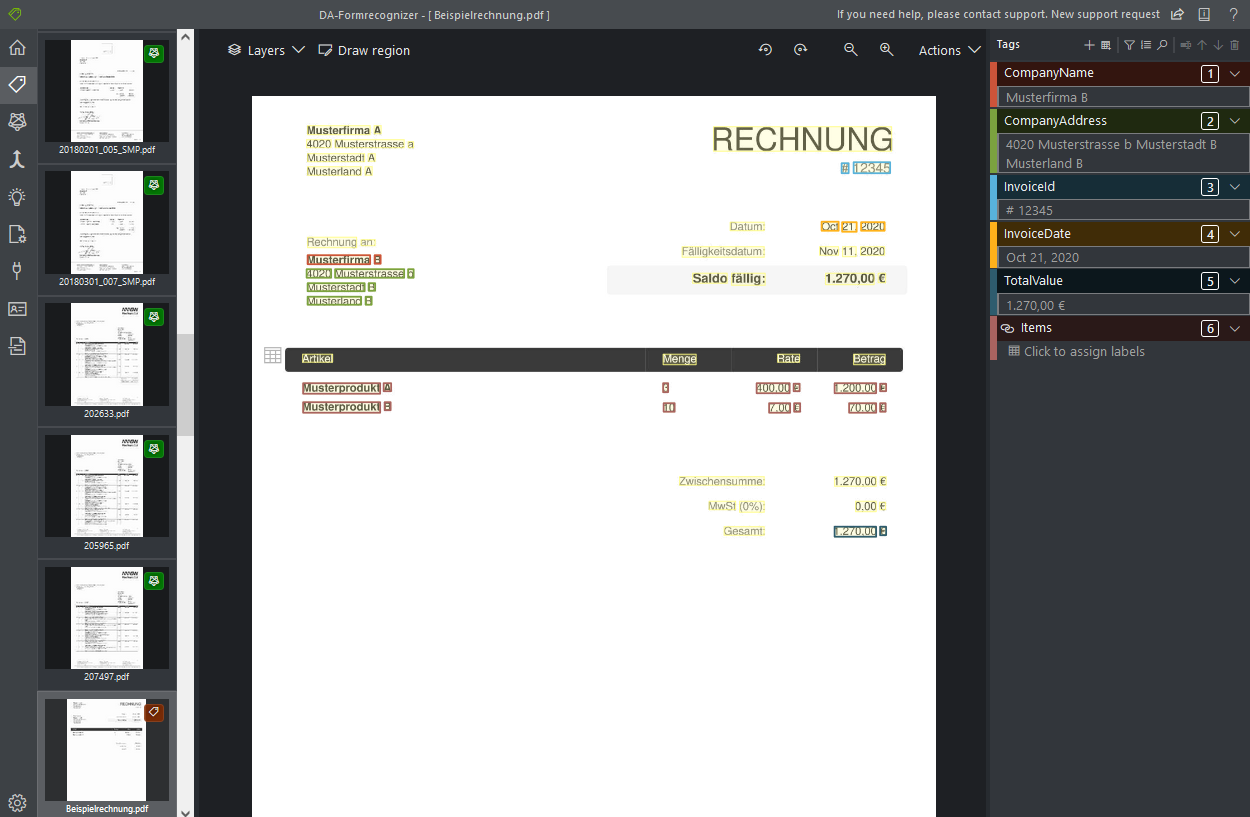 DA-Formrecognizer - [ Beispielrechnung.pdf ]
If you need help, please contact support. New support request
Layers
Draw region
Actions
Tags
20180201_005_SMP.pdf
20180301_007_SMP.pdf
202633.pdf
205965.pdf
207497.pdf
Beispielrechnung.pdf
Musterfirma A
4020 Musterstrasse a
Musterstadt A
Musterland A
RECHNUNG
# 12345
Rechnung an:
Musterfirma B
4020 Musterstrasse b
Musterstadt B
Musterland B
Datum: Oct 21, 2020
Fälligkeitsdatum: Nov 11, 2020
Saldo fällig: 1.270,00 €
Artikel Menge Rate Betrag
Musterprodukt A 3 400,00 € 1.200,00 €
Musterprodukt B 10 7,00 € 70,00 €
Zwischensumme: 1.270,00 €
MwSt (0%): 0,00 €
Gesamt: 1.270,00 €
CompanyName 1
Musterfirma B
CompanyAddress 2
4020 Musterstrasse b Musterstadt B
Musterland B
InvoiceId 3
# 12345
InvoiceDate 4
Oct 21, 2020
TotalValue 5
1.270,00 €
Items 6
Click to assign labels